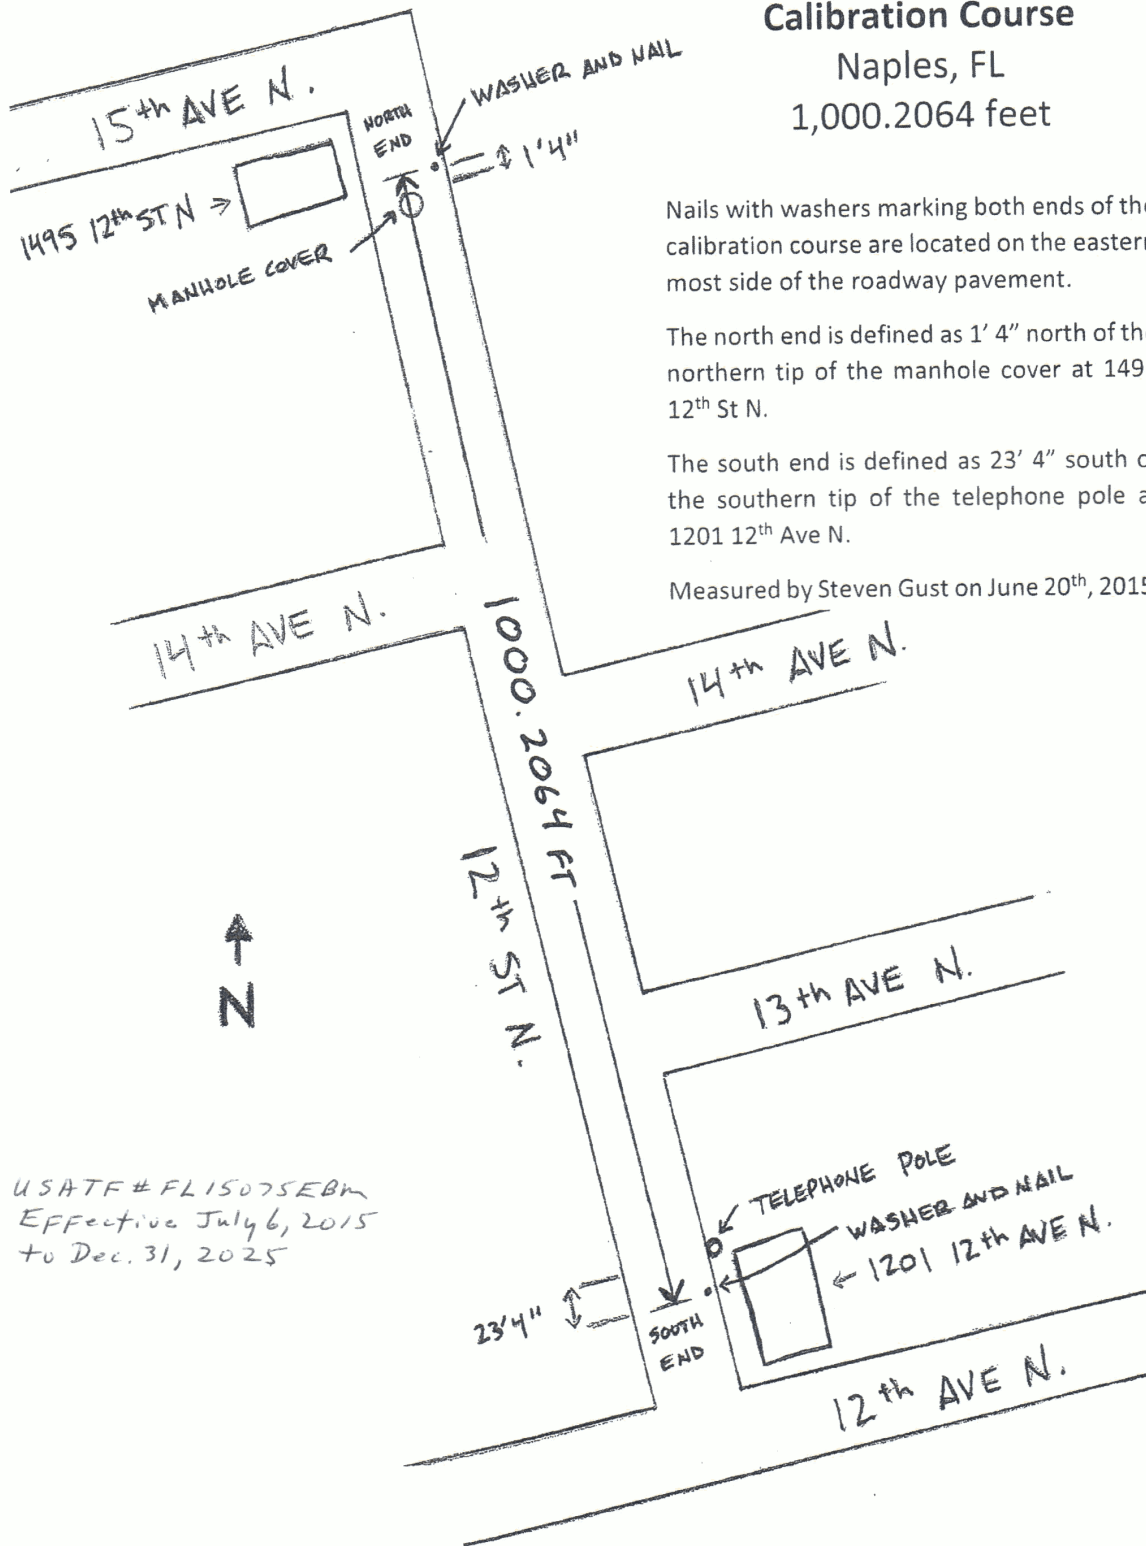 Calibration Course
Naples, FL
1,000.2064 feet
15th AVE N.
NORTH
END
WASHER AND NAIL
1'4"
1495 12th ST N
MANHOLE COVER
Nails with washers marking both ends of the
calibration course are located on the eastern
most side of the roadway pavement.
The north end is defined as 1' 4" north of th
northern tip of the manhole cover at 149
12th St N.
The south end is defined as 23' 4" south o
the southern tip of the telephone pole a
1201 12th Ave N.
Measured by Steven Gust on June 20th, 2015
14th AVE N.
14th AVE N.
1000.2064 FT
12th ST N.
N
13th AVE N.
USATF # FL15075EBM
Effective July 6, 2015
to Dec. 31, 2025
TELEPHONE POLE
WASHER AND NAIL
1201 12th AVE N.
23'4"
SOUTH
END
12th AVE N.